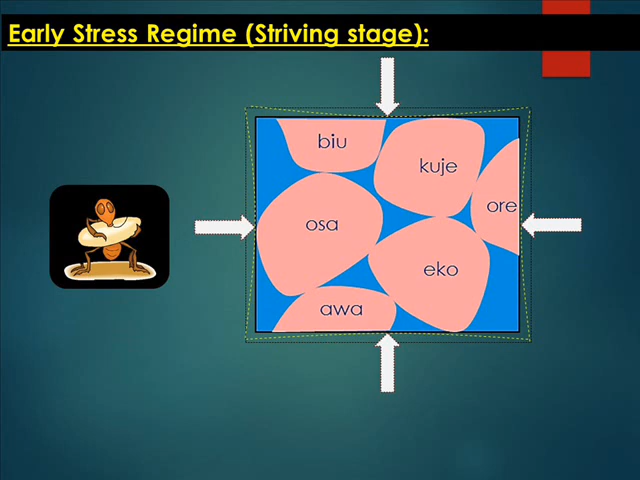 Early Stress Regime (Striving stage):
biu
kuje
ore
osa
eko
awa